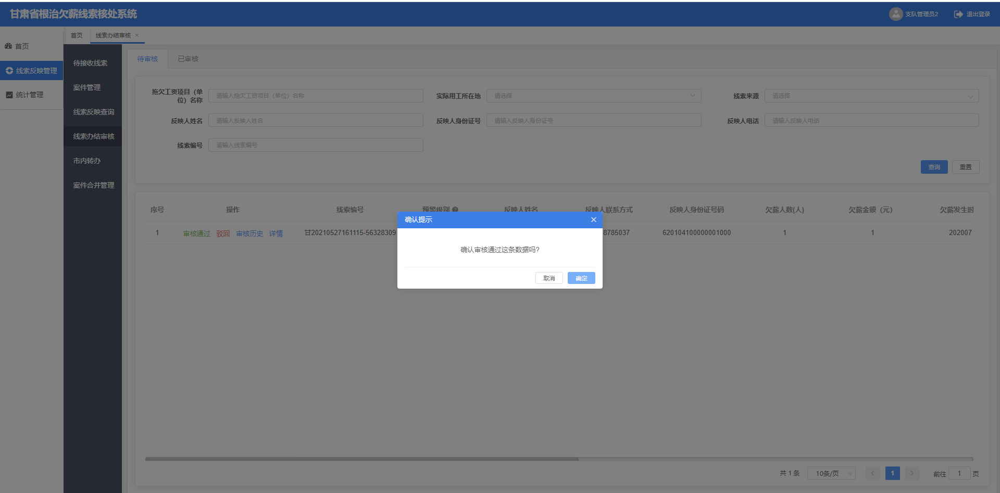 甘肃省根治欠薪线索核处系统
支队管理员2
退出登录
首页
线索反映管理
统计管理
首页
线索办结审核
待接收线索
案件管理
线索反映查询
线索办结审核
市内转办
案件合并管理
待审核
已审核
拖欠工资项目（单
位）名称
请输入拖欠工资项目（单位）名称
实际用工所在地
请选择
线索来源
请选择
反映人姓名
请输入反映人姓名
反映人身份证号
请输入反映人身份证号
反映人电话
请输入反映人电话
线索编号
请输入线索编号
查询
重置
序号 操作 线索编号 预警级别 反映人姓名 反映人联系方式 反映人身份证号码 欠薪人数(人) 欠薪金额（元） 欠薪发生时
1 审核通过 驳回 审核历史 详情 甘20210527161115-56328309 8785037 620104100000001000 1 1 202007
确认提示
确认审核通过这条数据吗?
取消
确定
共 1 条
10条/页
1
前往 1 页